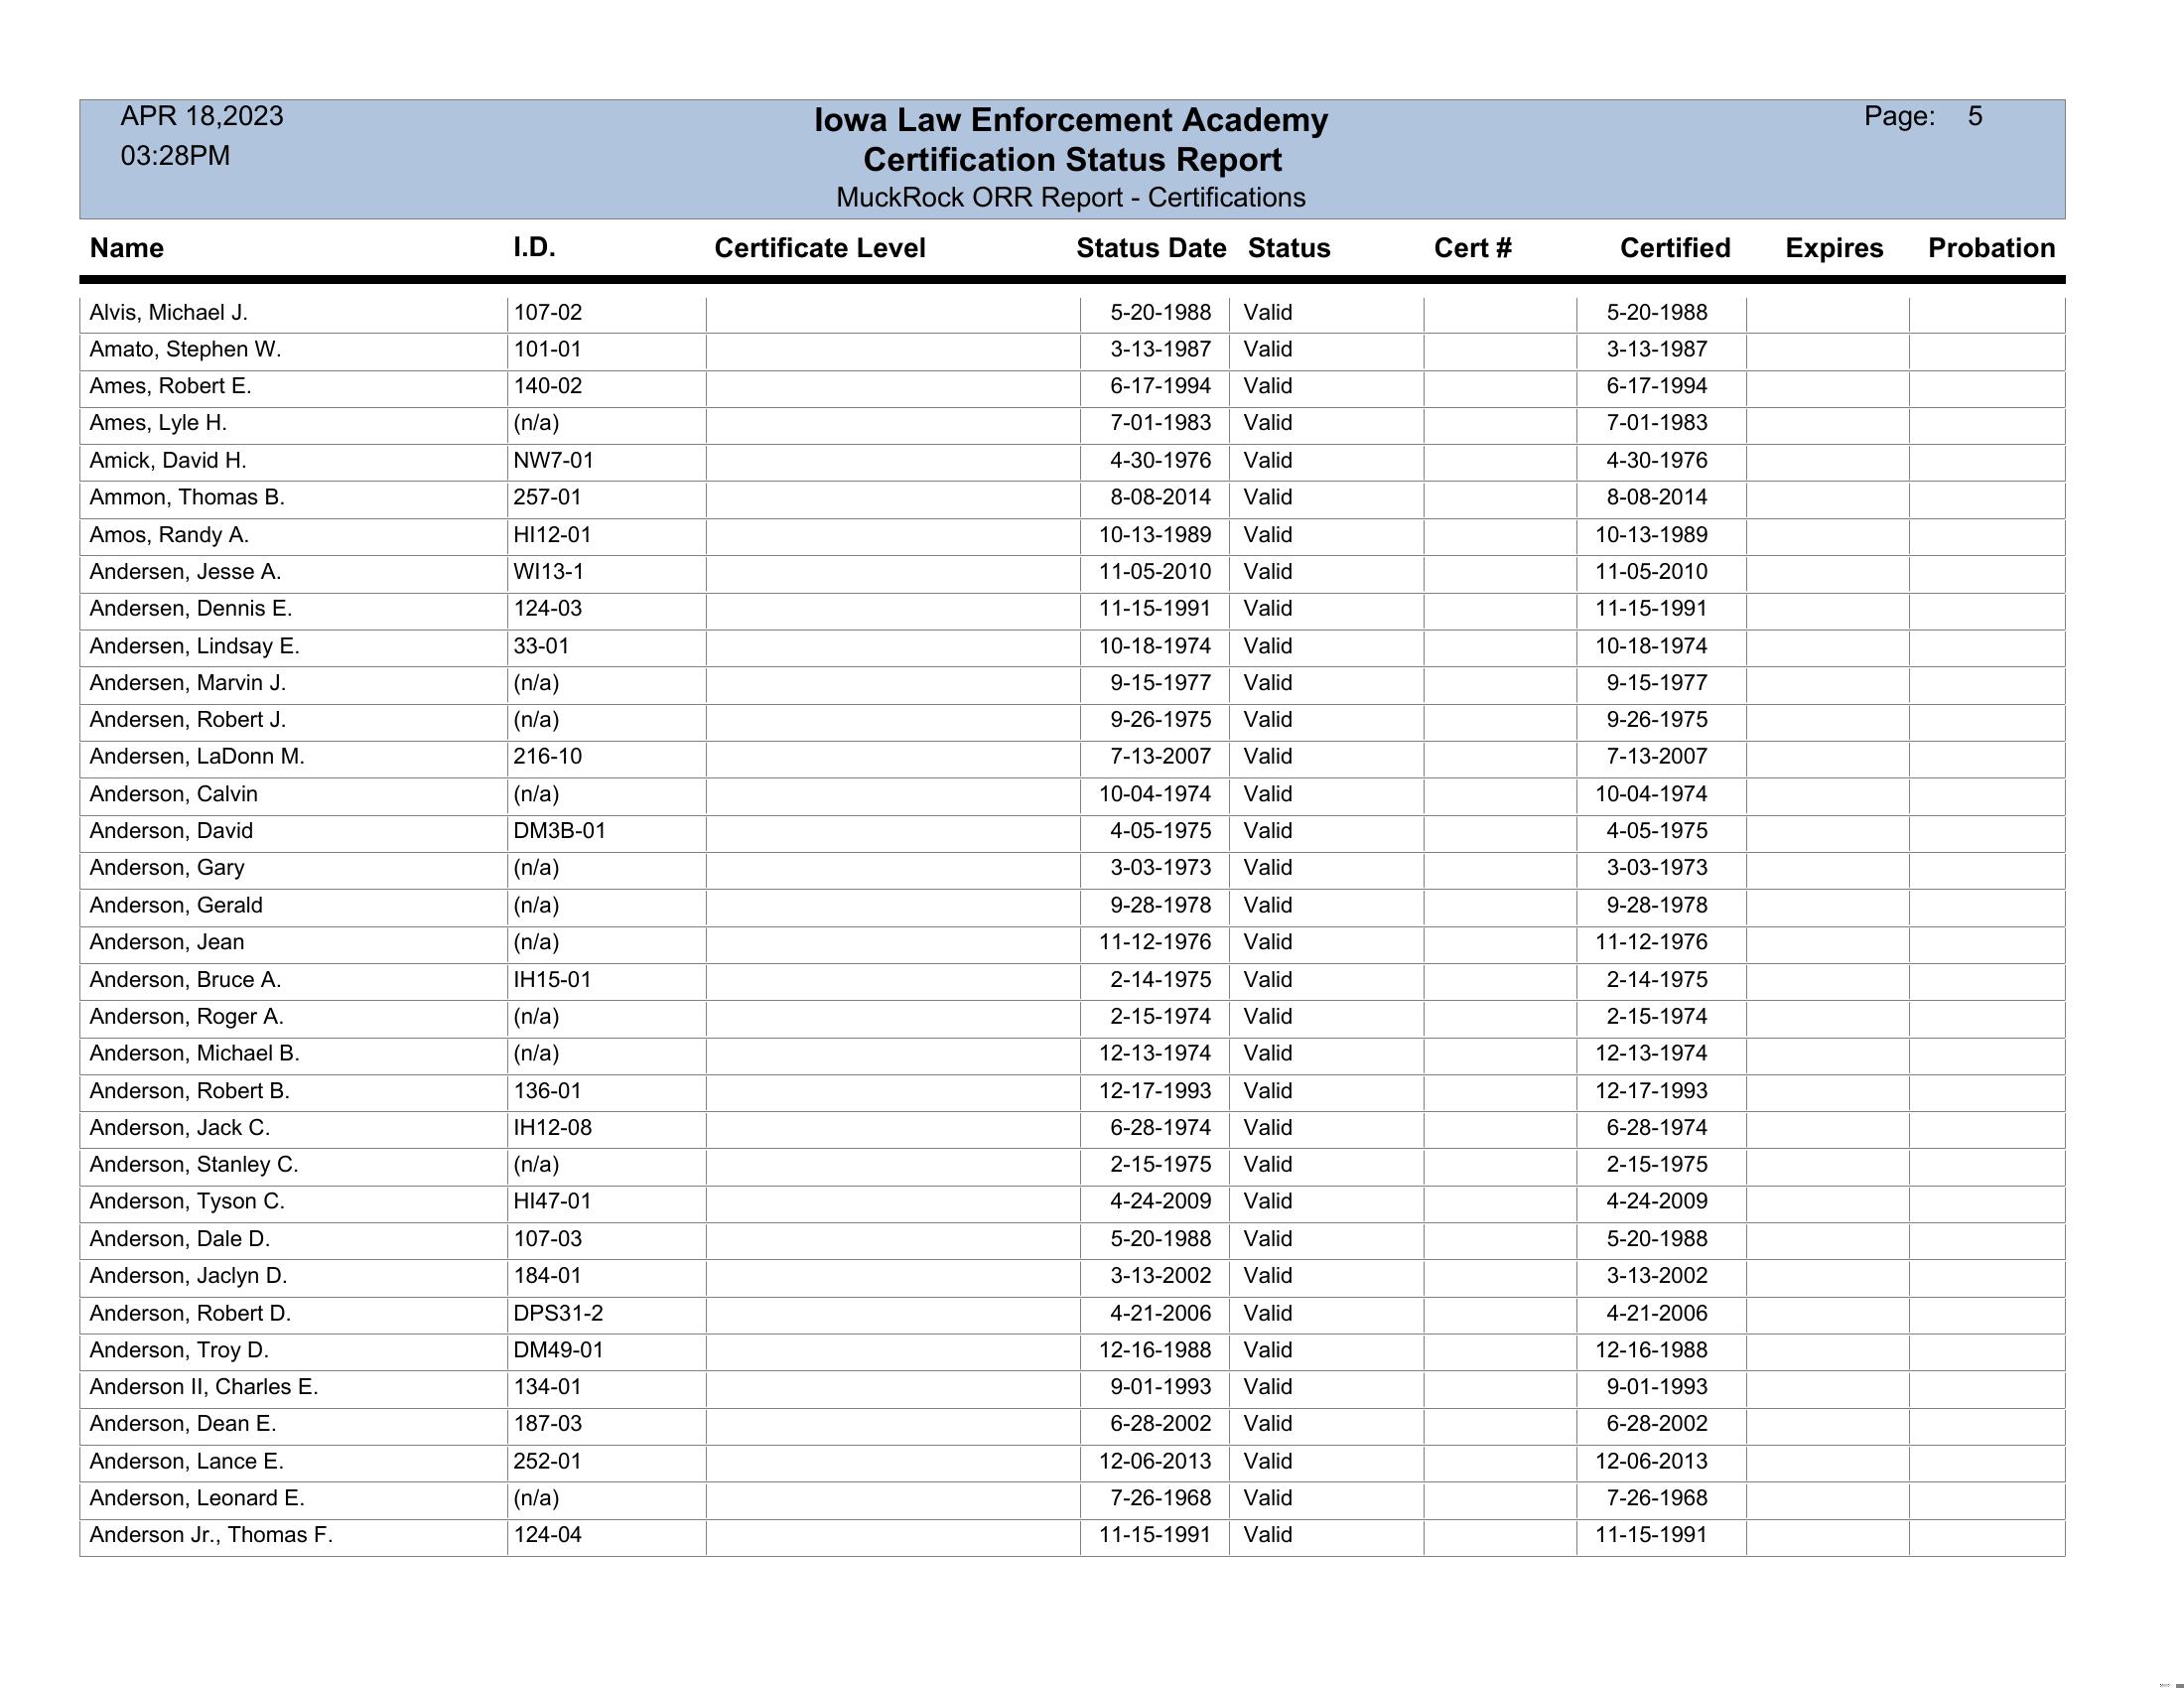 APR 18,2023
03:28PM
Iowa Law Enforcement Academy
Certification Status Report
MuckRock ORR Report - Certifications
Page: 5
Name I.D. Certificate Level Status Date Status Cert # Certified Expires Probation
Alvis, Michael J. 107-02 5-20-1988 Valid 5-20-1988
Amato, Stephen W. 101-01 3-13-1987 Valid 3-13-1987
Ames, Robert E. 140-02 6-17-1994 Valid 6-17-1994
Ames, Lyle H. (n/a) 7-01-1983 Valid 7-01-1983
Amick, David H. NW7-01 4-30-1976 Valid 4-30-1976
Ammon, Thomas B. 257-01 8-08-2014 Valid 8-08-2014
Amos, Randy A. HI12-01 10-13-1989 Valid 10-13-1989
Andersen, Jesse A. WI13-1 11-05-2010 Valid 11-05-2010
Andersen, Dennis E. 124-03 11-15-1991 Valid 11-15-1991
Andersen, Lindsay E. 33-01 10-18-1974 Valid 10-18-1974
Andersen, Marvin J. (n/a) 9-15-1977 Valid 9-15-1977
Andersen, Robert J. (n/a) 9-26-1975 Valid 9-26-1975
Andersen, LaDonn M. 216-10 7-13-2007 Valid 7-13-2007
Anderson, Calvin (n/a) 10-04-1974 Valid 10-04-1974
Anderson, David DM3B-01 4-05-1975 Valid 4-05-1975
Anderson, Gary (n/a) 3-03-1973 Valid 3-03-1973
Anderson, Gerald (n/a) 9-28-1978 Valid 9-28-1978
Anderson, Jean (n/a) 11-12-1976 Valid 11-12-1976
Anderson, Bruce A. IH15-01 2-14-1975 Valid 2-14-1975
Anderson, Roger A. (n/a) 2-15-1974 Valid 2-15-1974
Anderson, Michael B. (n/a) 12-13-1974 Valid 12-13-1974
Anderson, Robert B. 136-01 12-17-1993 Valid 12-17-1993
Anderson, Jack C. IH12-08 6-28-1974 Valid 6-28-1974
Anderson, Stanley C. (n/a) 2-15-1975 Valid 2-15-1975
Anderson, Tyson C. HI47-01 4-24-2009 Valid 4-24-2009
Anderson, Dale D. 107-03 5-20-1988 Valid 5-20-1988
Anderson, Jaclyn D. 184-01 3-13-2002 Valid 3-13-2002
Anderson, Robert D. DPS31-2 4-21-2006 Valid 4-21-2006
Anderson, Troy D. DM49-01 12-16-1988 Valid 12-16-1988
Anderson II, Charles E. 134-01 9-01-1993 Valid 9-01-1993
Anderson, Dean E. 187-03 6-28-2002 Valid 6-28-2002
Anderson, Lance E. 252-01 12-06-2013 Valid 12-06-2013
Anderson, Leonard E. (n/a) 7-26-1968 Valid 7-26-1968
Anderson Jr., Thomas F. 124-04 11-15-1991 Valid 11-15-1991